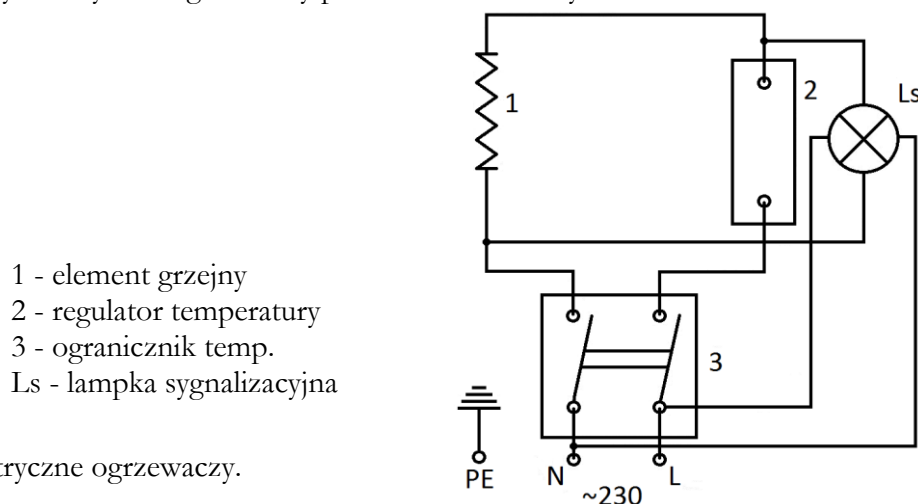 1
2
Ls
1 - element grzejny
2 - regulator temperatury
3 - ogranicznik temp.
Ls - lampka sygnalizacyjna
3
ogrzewaczy.
PE
N
L
~230